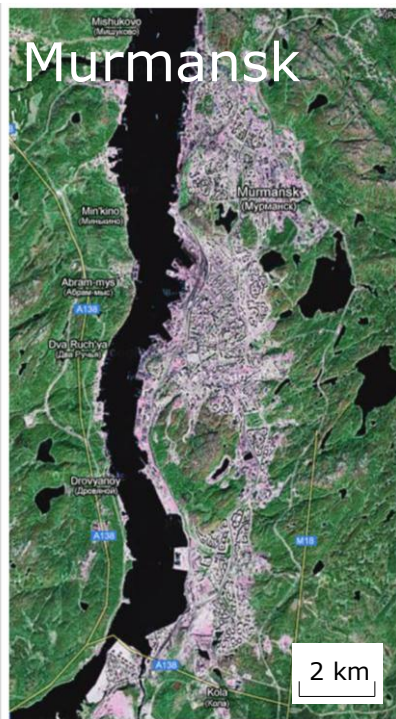 Mishukovo
(Мишуково)
Murmansk
Murmansk
(Мурманск)
Min'kino
(Минькино)
Abram-mys
(Абрам-мыс)
A138
Dva Ruch'ya
(Два Ручья)
Drovyanoy
(Дровяной)
A138
M18
A138
2 km
Kola
(Кола)